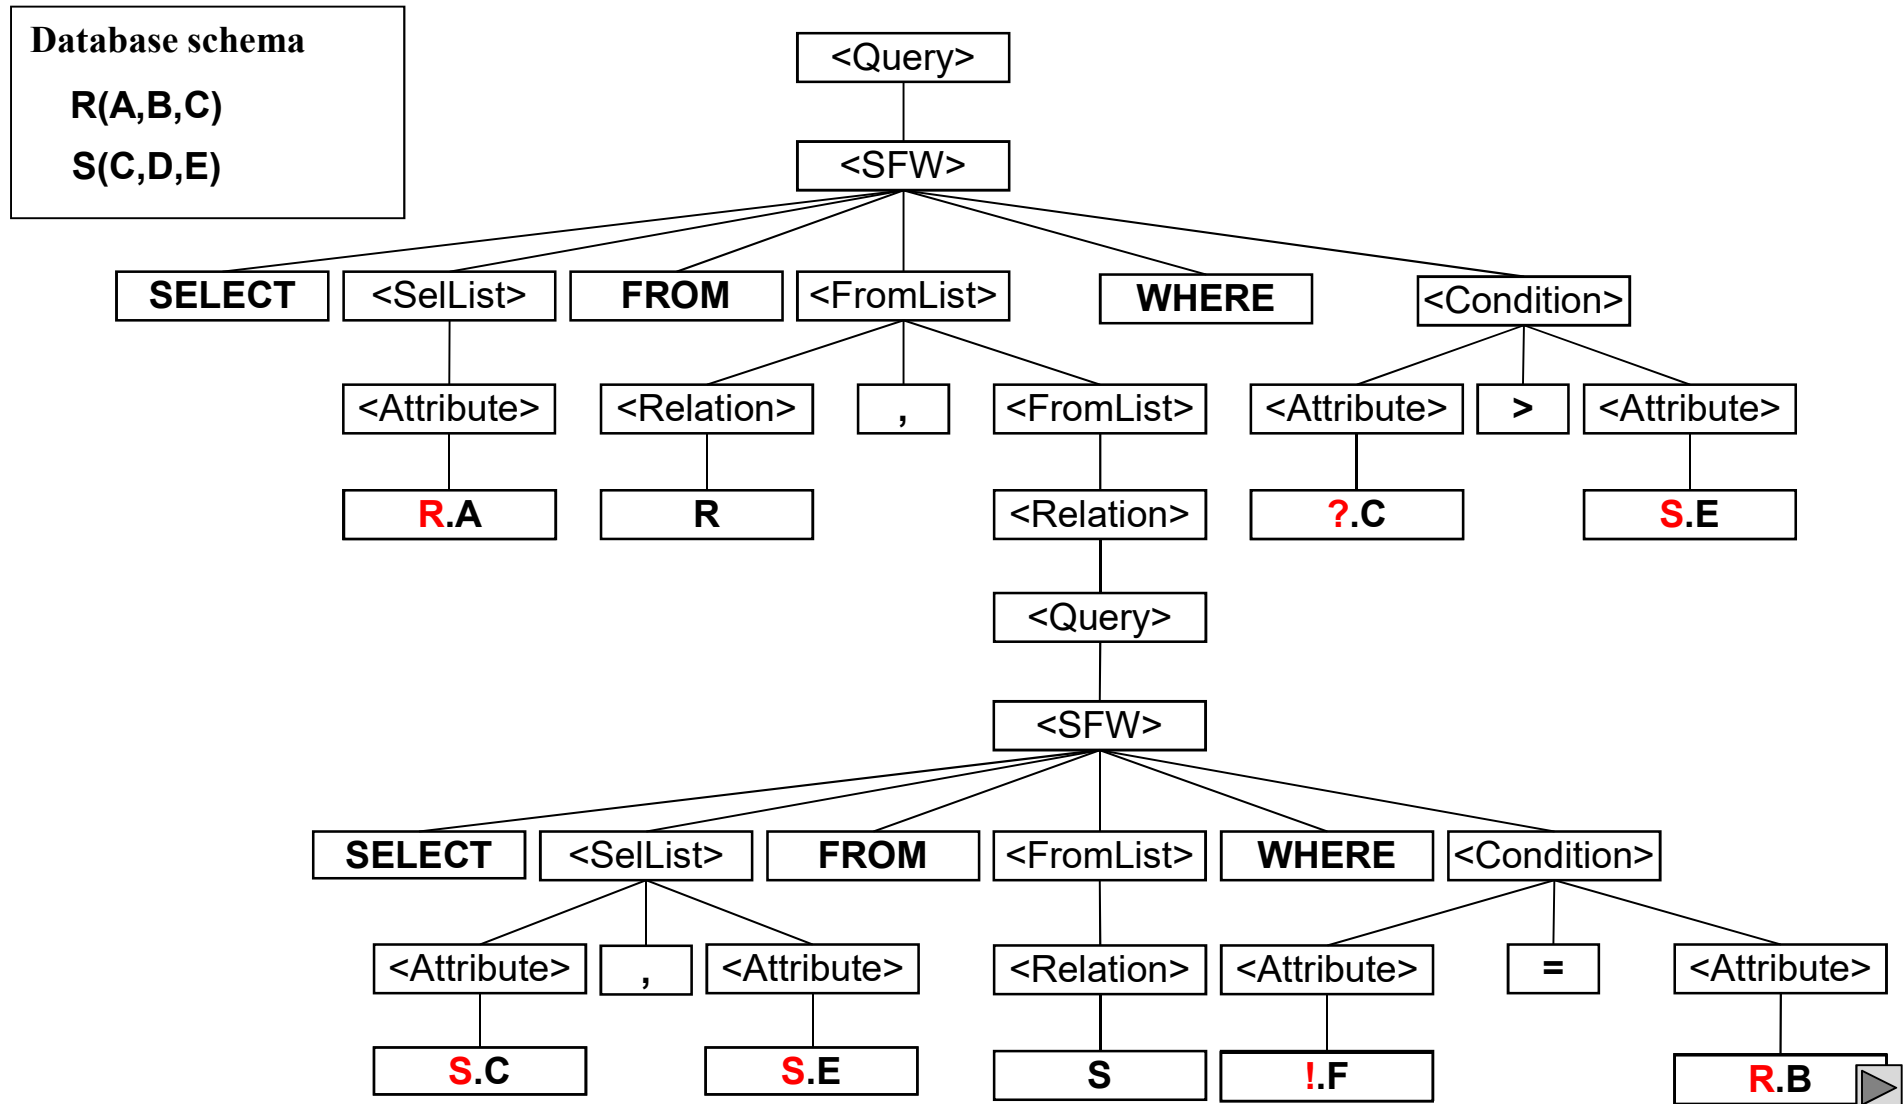 Database schema
R(A,B,C)
S(C,D,E)
<Query>
<SFW>
SELECT <SelList> FROM <FromList> WHERE <Condition>
<Attribute> <Relation> , <FromList> <Attribute> > <Attribute>
R.A R <Relation> ?.C S.E
<Query>
<SFW>
SELECT <SelList> FROM <FromList> WHERE <Condition>
<Attribute> , <Attribute> <Relation> <Attribute> = <Attribute>
S.C S.E S !.F R.B